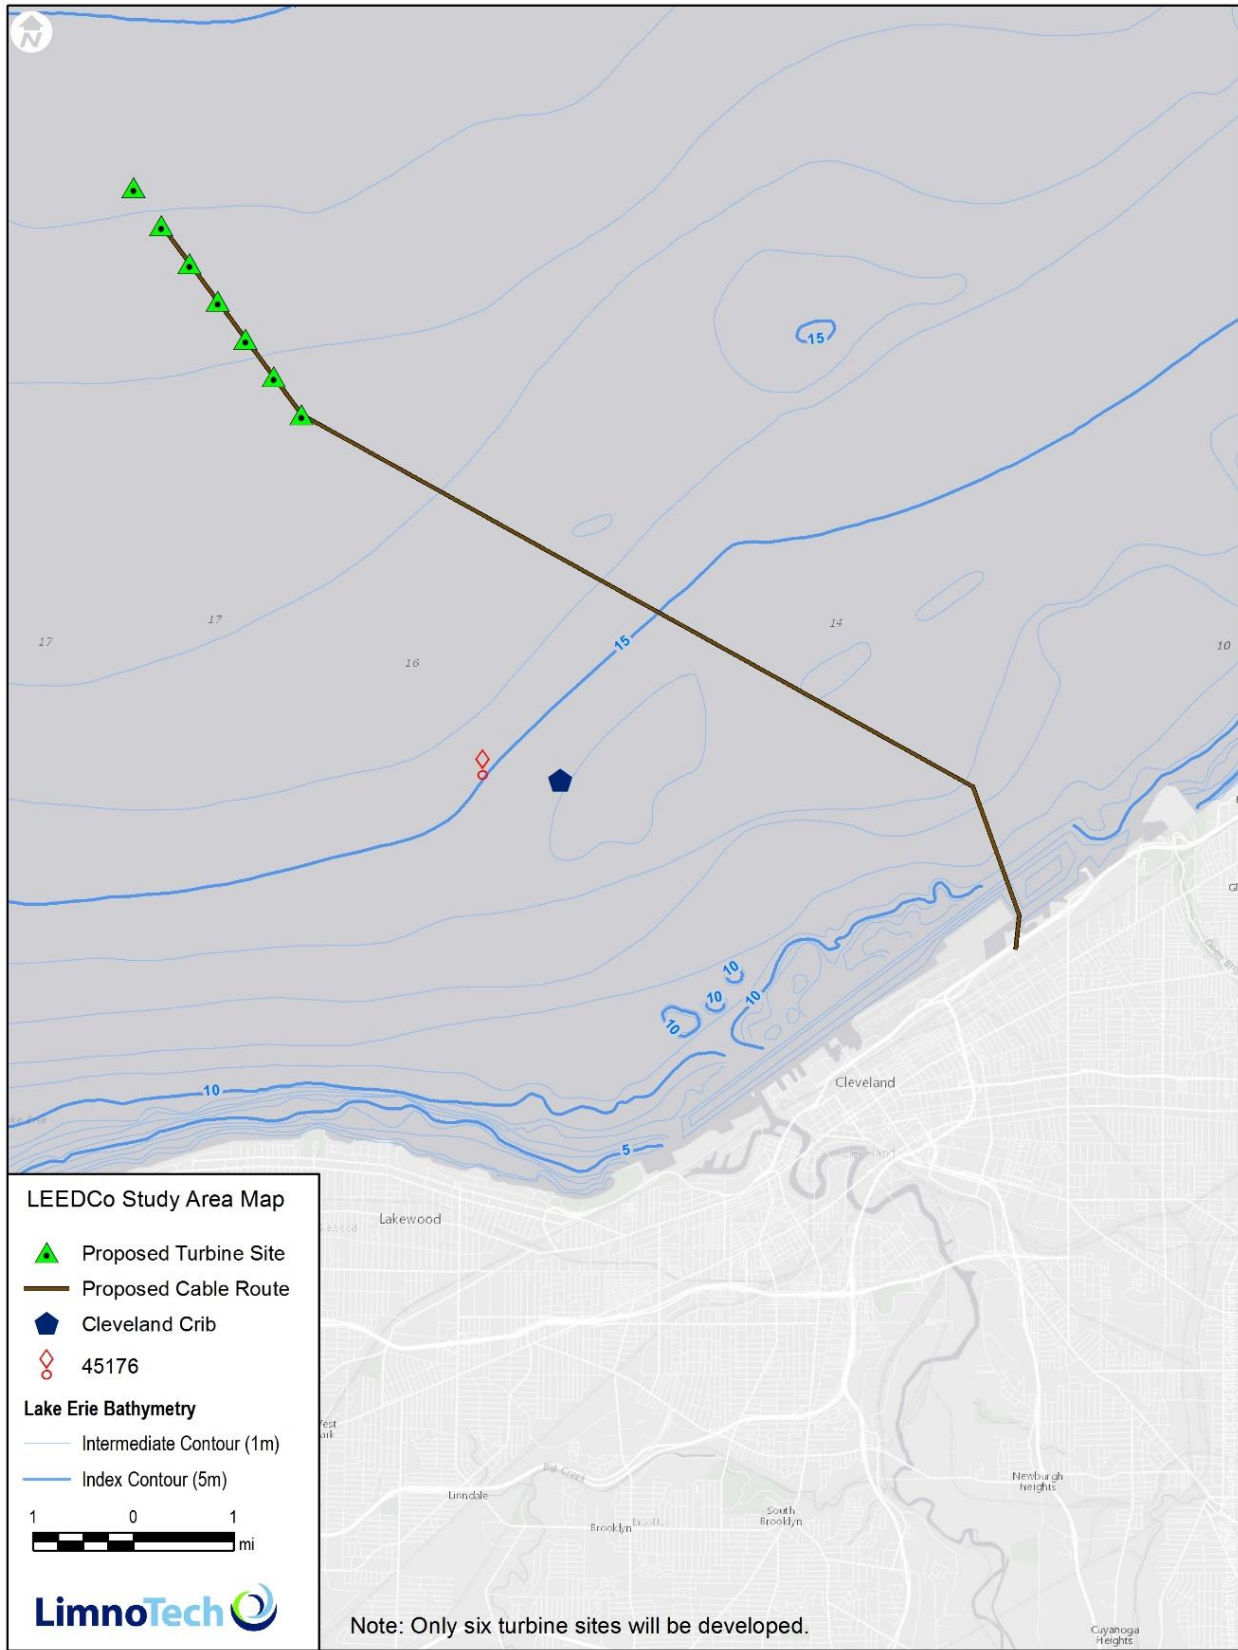 N
15
17
17
15
14
16
10
10
10
10
10
10
5
Cleveland
Lakewood
Big Creek
Linndale
Brooklyn
South
Brooklyn
Newburgh
Heights
Cuyahoga
Heights
LEEDCo Study Area Map
Proposed Turbine Site
Proposed Cable Route
Cleveland Crib
45176
Lake Erie Bathymetry
Intermediate Contour (1m)
Index Contour (5m)
1 0 1
mi
LimnoTech
Note: Only six turbine sites will be developed.